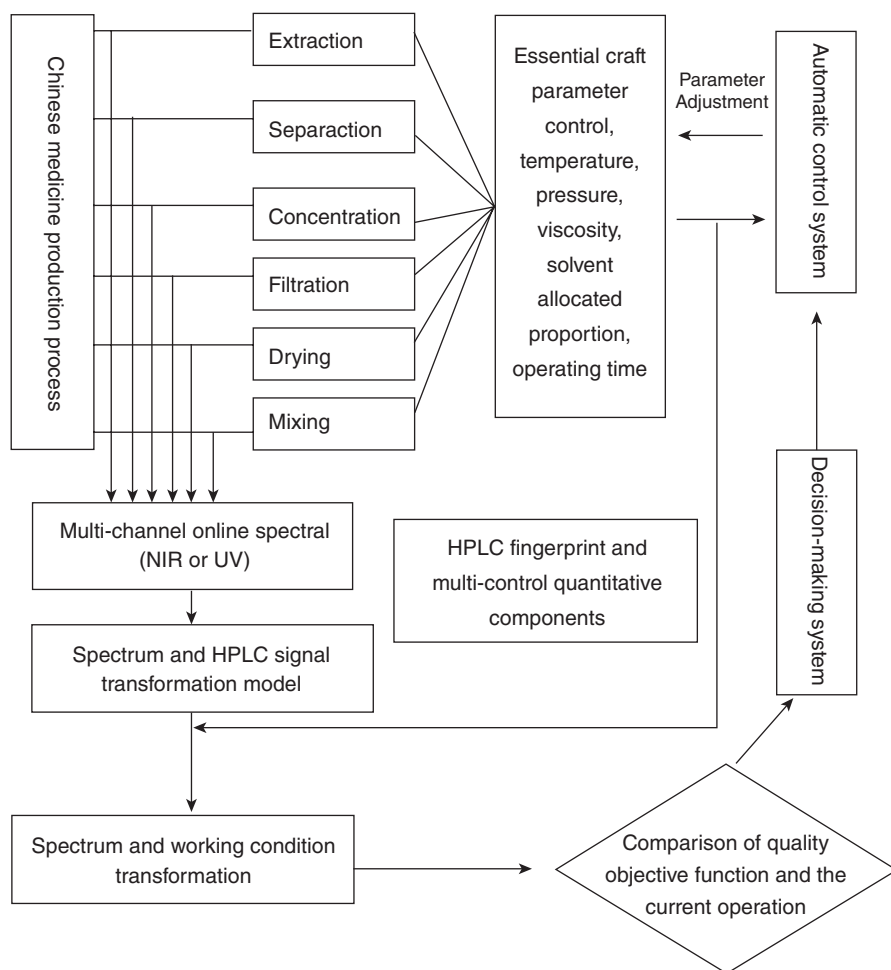 Chinese medicine production
process
Extraction
Separaction
Concentration
Filtration
Drying
Mixing
Essential craft
parameter
control,
temperature,
pressure,
viscosity,
solvent
allocated
proportion,
operating time
Parameter
Adjustment
Automatic control system
Multi-channel online spectral
(NIR or UV)
HPLC fingerprint and
multi-control quantitative
components
Decision-making system
Spectrum and HPLC signal
transformation model
Spectrum and working condition
transformation
Comparison of quality
objective function and the
current operation